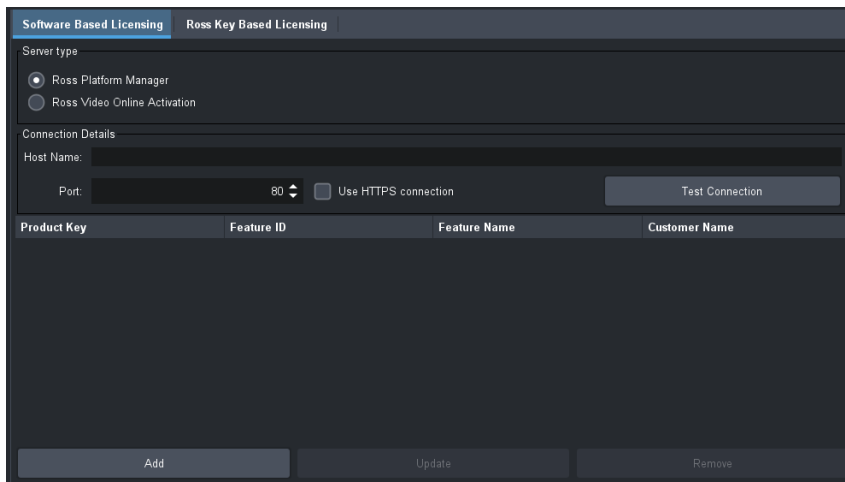 Software Based Licensing Ross Key Based Licensing
Server type
Ross Platform Manager
Ross Video Online Activation
Connection Details
Host Name:
Port: 80 Use HTTPS connection Test Connection
Product Key Feature ID Feature Name Customer Name
Add Update Remove